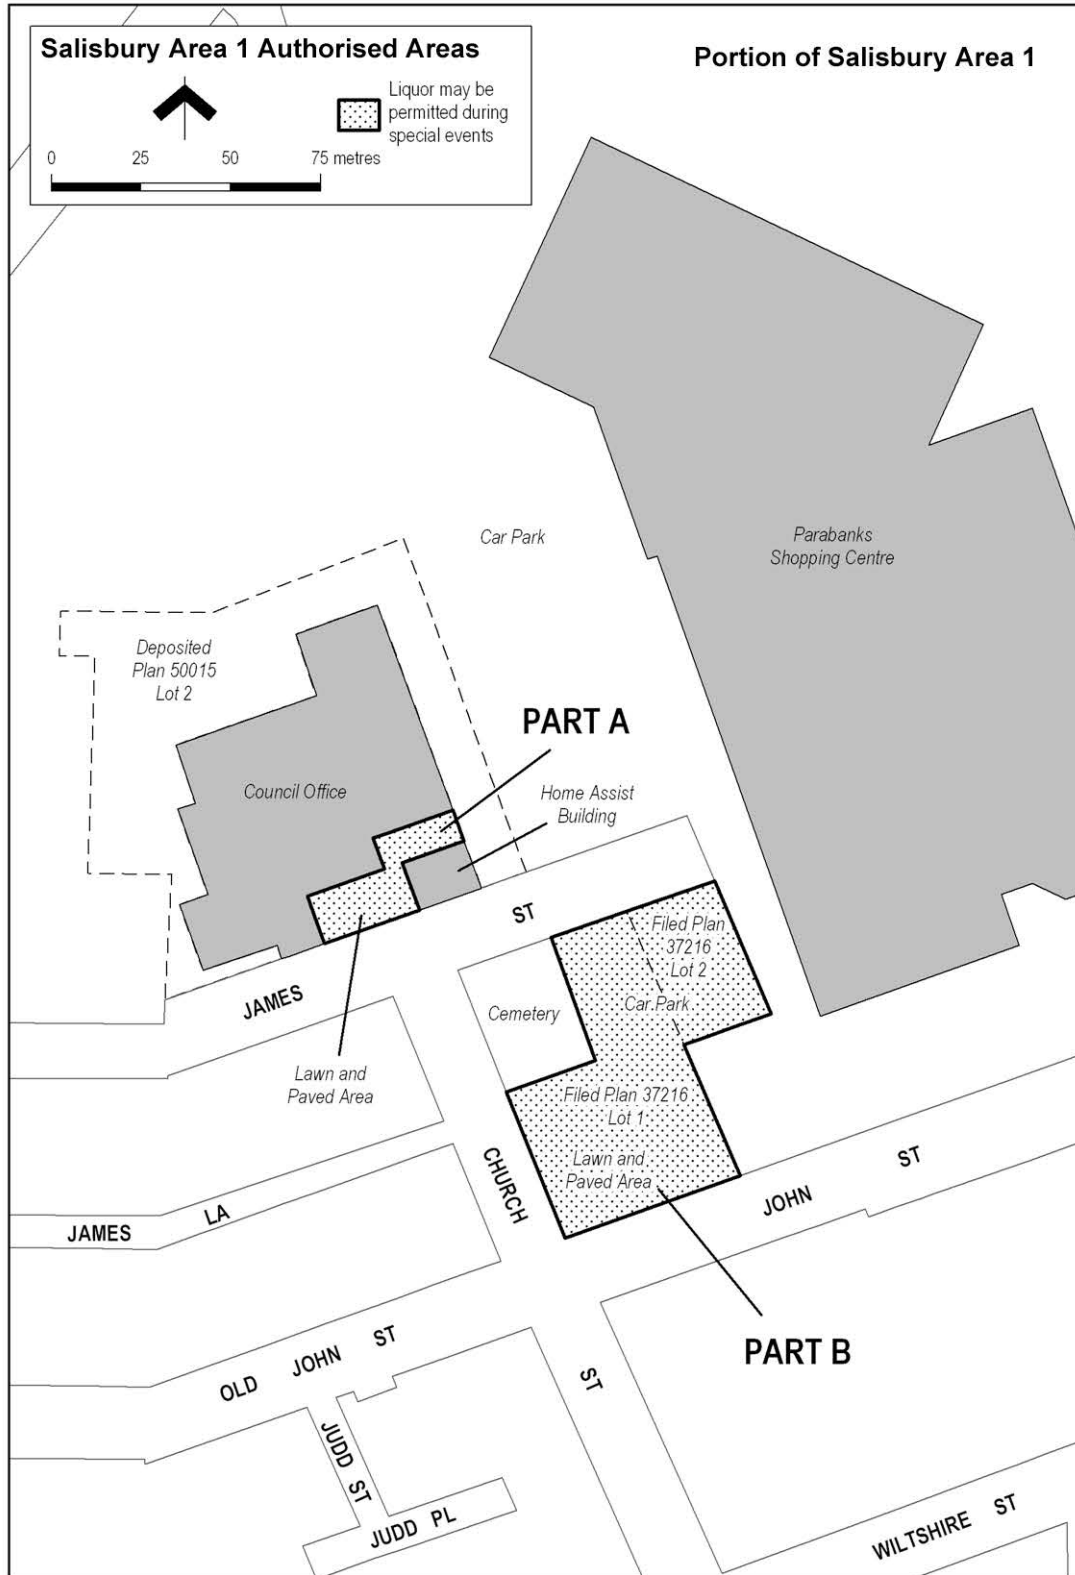 Salisbury Area 1 Authorised Areas
Liquor may be
permitted during
special events
0 25 50 75 metres
Portion of Salisbury Area 1
Car Park
Parabanks
Shopping Centre
Deposited
Plan 50015
Lot 2
PART A
Council Office
Home Assist
Building
JAMES ST
Filed Plan
37216
Lot 2
Car Park
Cemetery
Lawn and
Paved Area
Filed Plan 37216
Lot 1
Lawn and
Paved Area
CHURCH ST
JOHN ST
JAMES LA
PART B
OLD JOHN ST
JUDD ST
JUDD PL
WILTSHIRE ST